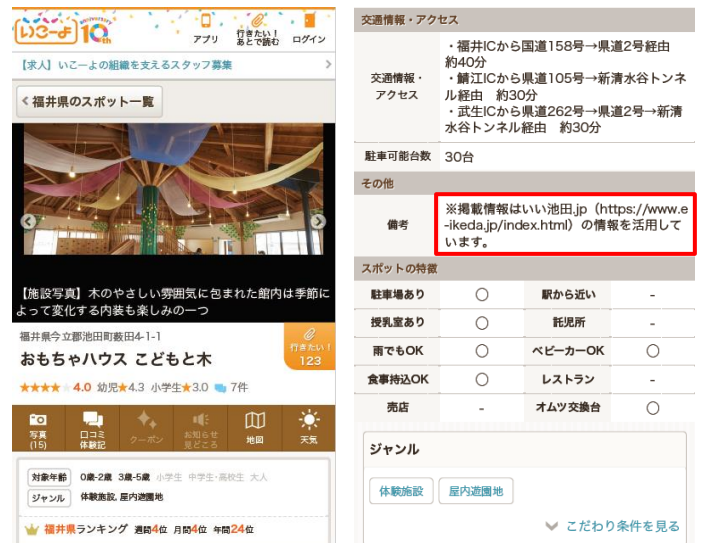 いこーよ 10th
アプリ
行きたい！
あとで読む
ログイン
【求人】いこーよの組織を支えるスタッフ募集
福井県のスポット一覧
【施設写真】木のやさしい雰囲気に包まれた館内は季節に
よって変化する内装も楽しみの一つ
福井県今立郡池田町薮田4-1-1
おもちゃハウス こどもと木
行きたい！
123
★★★★★ 4.0 幼児★4.3 小学生★3.0 7件
写真
(15)
口コミ
体験記
クーポン
お知らせ
見どころ
地図
天気
対象年齢 0歳-2歳 3歳-5歳 小学生 中学生・高校生 大人
ジャンル 体験施設, 屋内遊園地
福井県ランキング 週間4位 月間4位 年間24位
交通情報・アクセス
交通情報・
アクセス
・福井ICから国道158号→県道2号経由
約40分
・鯖江ICから県道105号→新清水谷トンネ
ル経由 約30分
・武生ICから県道262号→県道2号→新清
水谷トンネル経由 約30分
駐車可能台数 30台
その他
備考
※掲載情報はいい池田.jp（https://www.e
-ikeda.jp/index.html）の情報を活用して
います。
スポットの特徴
駐車場あり ○ 駅から近い -
授乳室あり ○ 託児所 -
雨でもOK ○ ベビーカーOK ○
食事持込OK ○ レストラン -
売店 - オムツ交換台 ○
ジャンル
体験施設 屋内遊園地
こだわり条件を見る